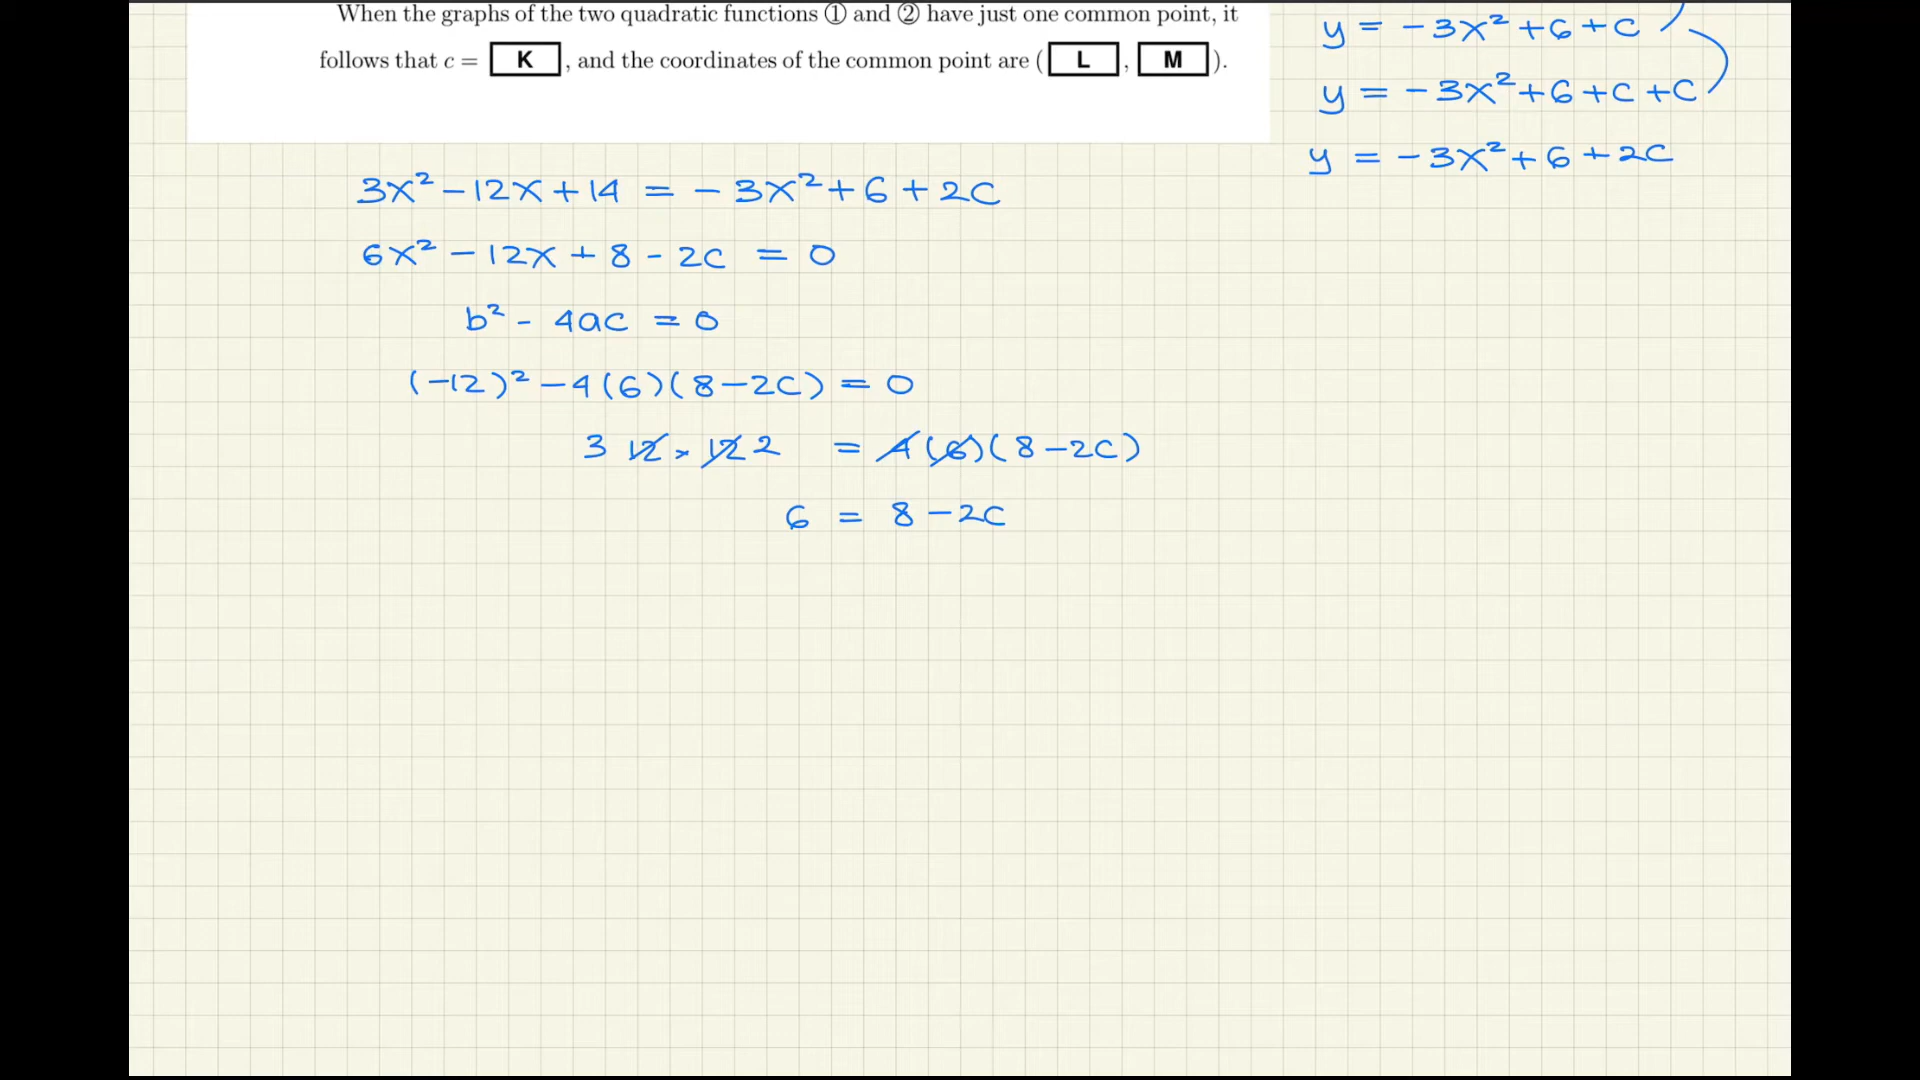 When the graphs of the two quadratic functions ① and ② have just one common point, it
follows that c = K , and the coordinates of the common point are ( L , M ).
y = -3x² + 6 + c
y = -3x² + 6 + c + c
y = -3x² + 6 + 2c
3x² - 12x + 14 = -3x² + 6 + 2c
6x² - 12x + 8 - 2c = 0
b² - 4ac = 0
(-12)² - 4(6)(8 - 2c) = 0
3 12 × 12 2 = 4(6)(8 - 2c)
6 = 8 - 2c